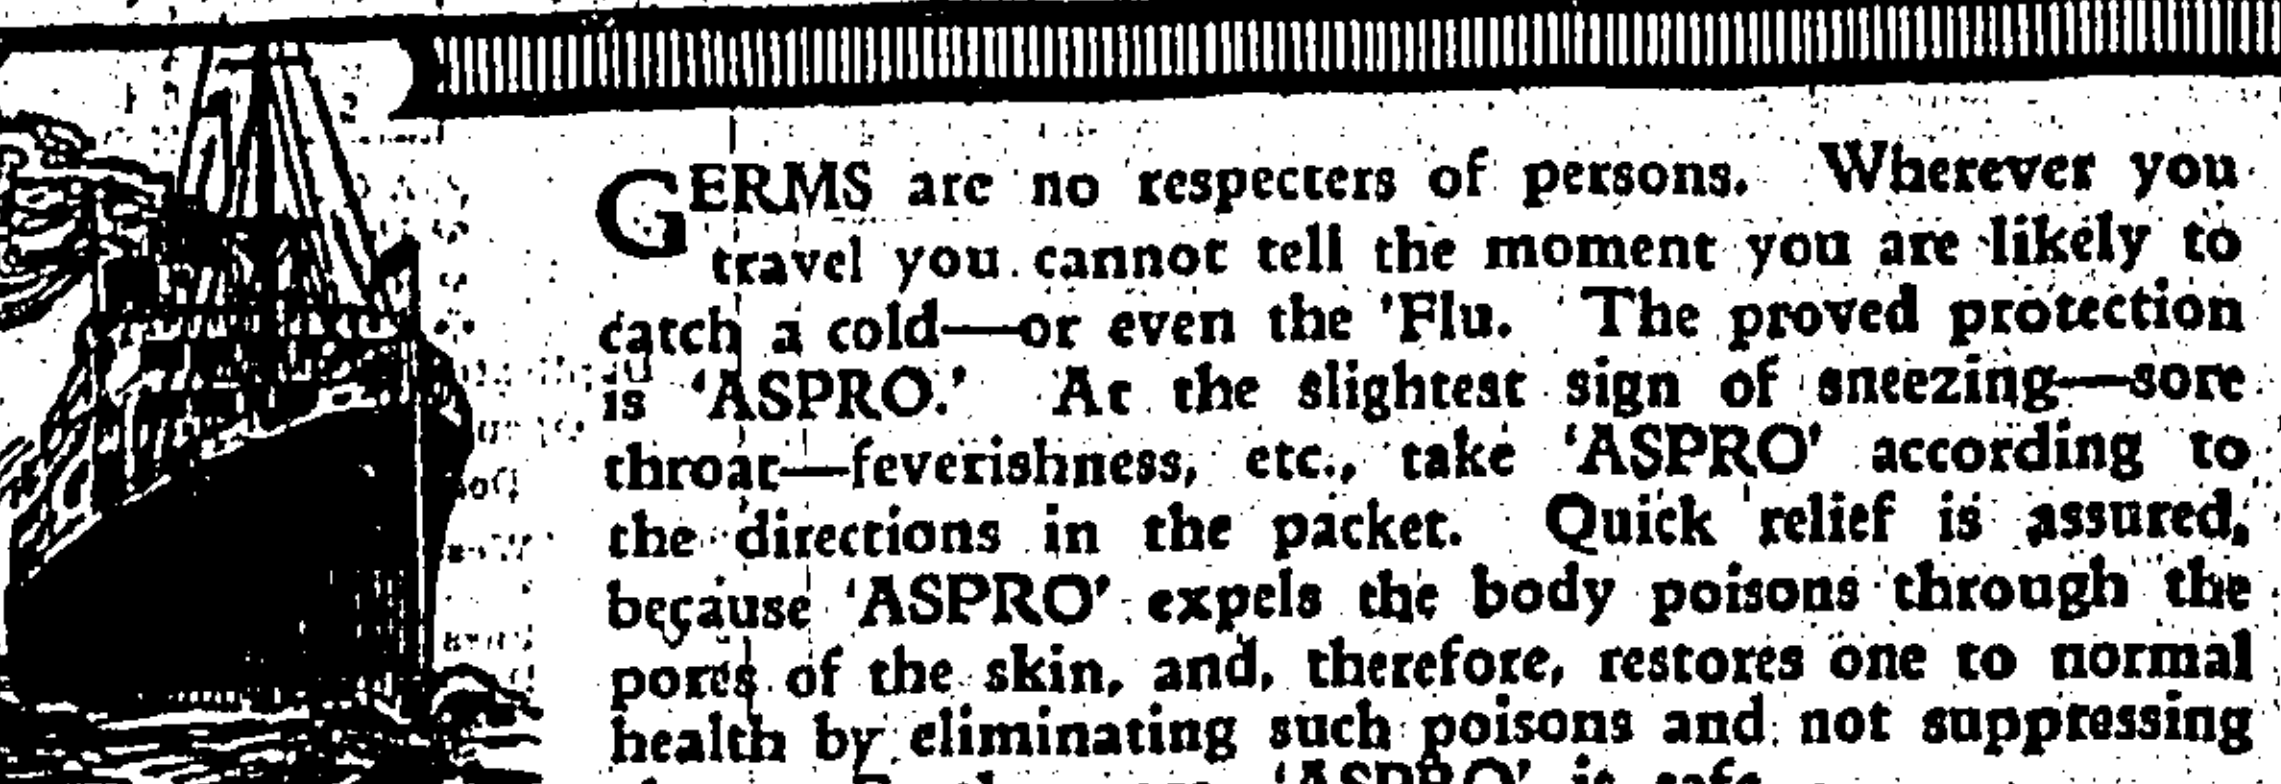 GERMS are no respecters of persons. Wherever you
travel you cannot tell the moment you are likely to
catch a cold—or even the 'Flu. The proved protection
is 'ASPRO.' At the slightest sign of sneezing—sore
throat—feverishness, etc., take 'ASPRO' according to
the directions in the packet. Quick relief is assured,
because 'ASPRO' expels the body poisons through the
pores of the skin, and, therefore, restores one to normal
health by eliminating such poisons and not suppressing
'ASPRO' is safe